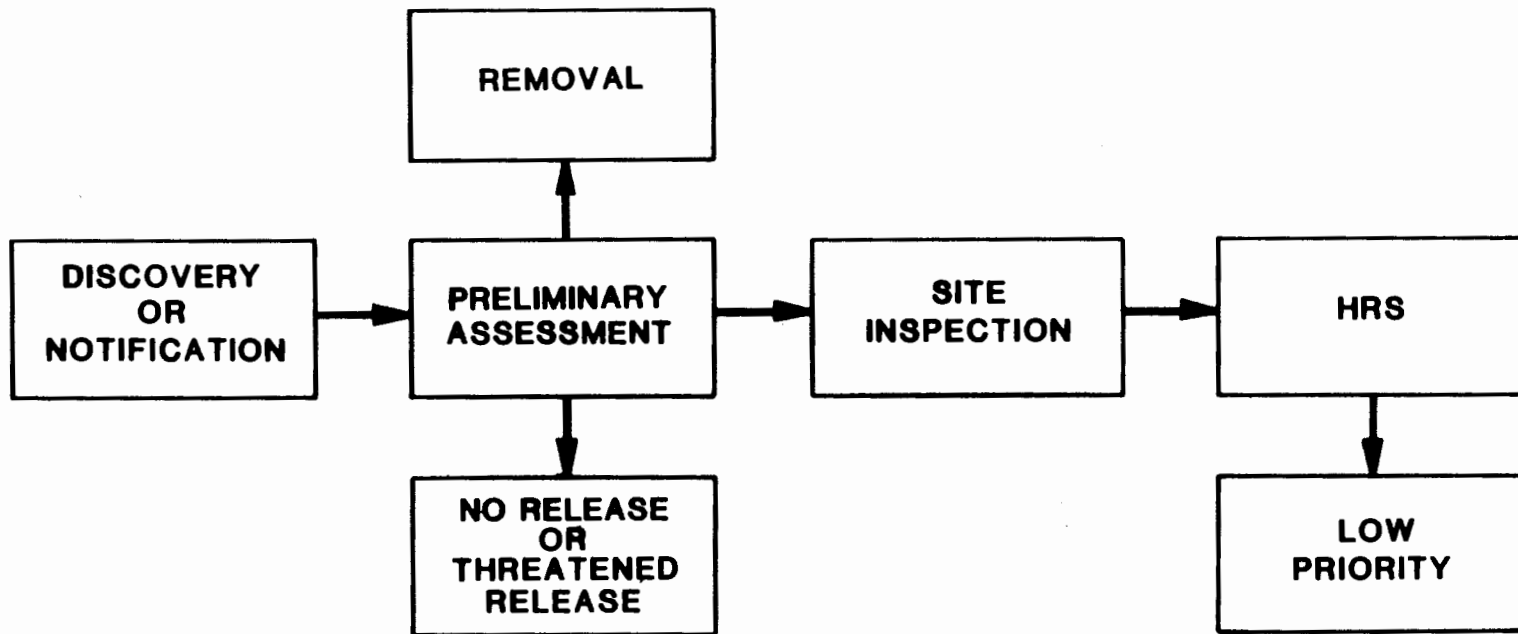 REMOVAL
DISCOVERY
OR
NOTIFICATION
PRELIMINARY
ASSESSMENT
SITE
INSPECTION
HRS
NO RELEASE
OR
THREATENED
RELEASE
LOW
PRIORITY